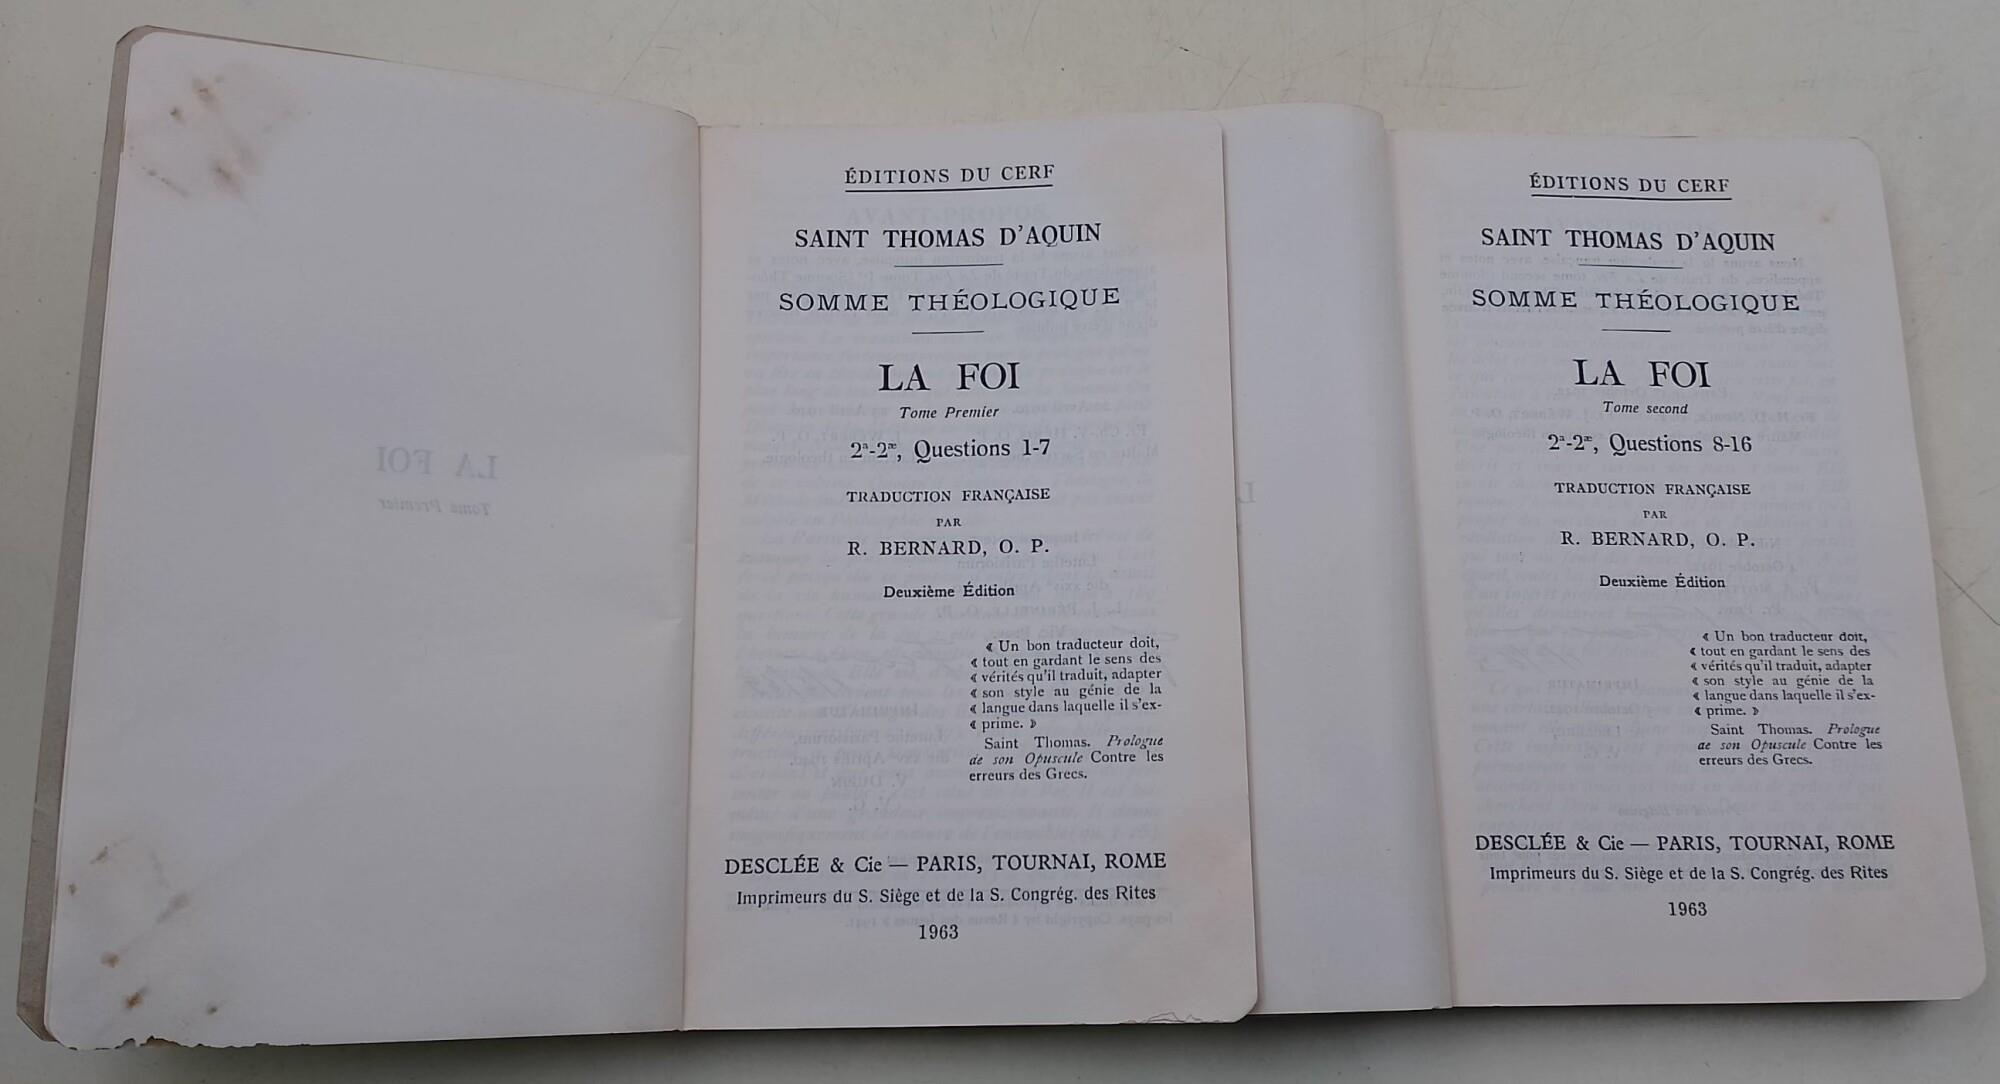 LA FOI
Tome Premier
ÉDITIONS DU CERF
SAINT THOMAS D'AQUIN
SOMME THÉOLOGIQUE
LA FOI
Tome Premier
2ª-2æ, Questions 1-7
TRADUCTION FRANÇAISE
PAR
R. BERNARD, O. P.
Deuxième Édition
« Un bon traducteur doit,
« tout en gardant le sens des
« vérités qu'il traduit, adapter
« son style au génie de la
« langue dans laquelle il s'ex-
« prime. »
Saint Thomas. Prologue
de son Opuscule Contre les
erreurs des Grecs.
DESCLÉE & Cie — PARIS, TOURNAI, ROME
Imprimeurs du S. Siège et de la S. Congrég. des Rites
1963
ÉDITIONS DU CERF
SAINT THOMAS D'AQUIN
SOMME THÉOLOGIQUE
LA FOI
Tome second
2ª-2æ, Questions 8-16
TRADUCTION FRANÇAISE
PAR
R. BERNARD, O. P.
Deuxième Édition
« Un bon traducteur doit,
« tout en gardant le sens des
« vérités qu'il traduit, adapter
« son style au génie de la
« langue dans laquelle il s'ex-
« prime. »
Saint Thomas. Prologue
de son Opuscule Contre les
erreurs des Grecs.
DESCLÉE & Cie — PARIS, TOURNAI, ROME
Imprimeurs du S. Siège et de la S. Congrég. des Rites
1963